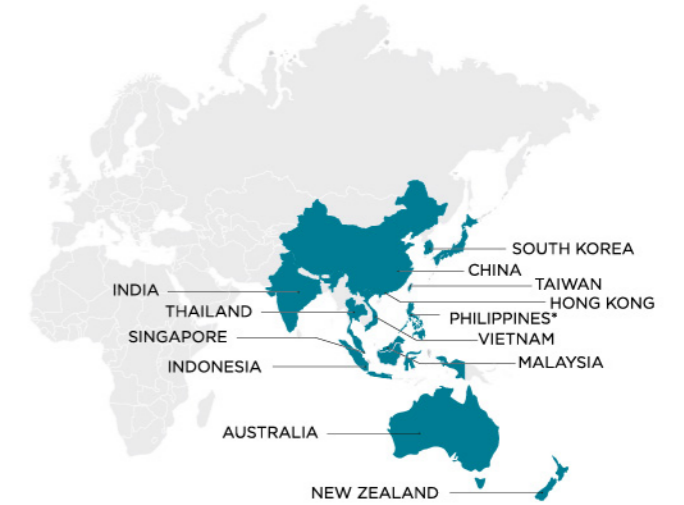 SOUTH KOREA
CHINA
INDIA
TAIWAN
HONG KONG
THAILAND
PHILIPPINES*
SINGAPORE
VIETNAM
MALAYSIA
INDONESIA
AUSTRALIA
NEW ZEALAND